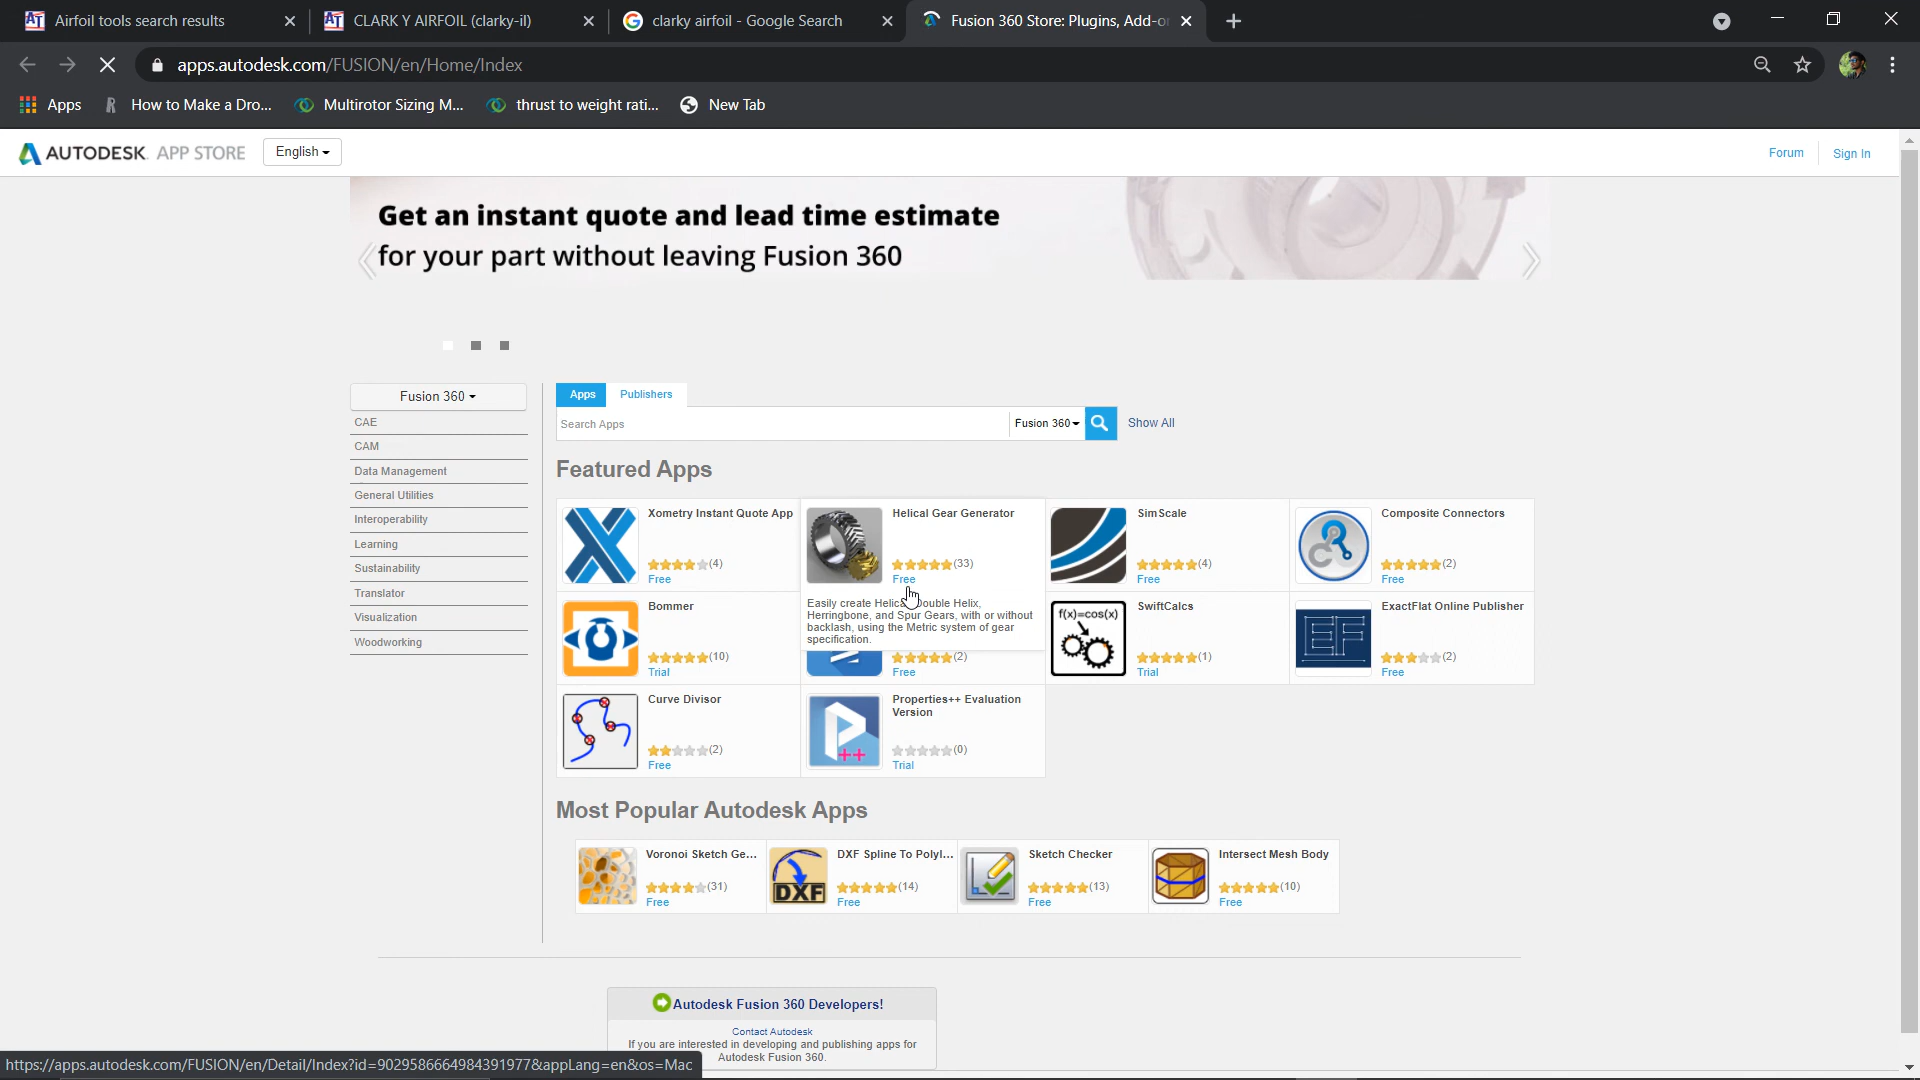 Airfoil tools search results
CLARK Y AIRFOIL (clarky-il)
clarky airfoil - Google Search
Fusion 360 Store: Plugins, Add-o
apps.autodesk.com/FUSION/en/Home/Index
Apps
How to Make a Dro...
Multirotor Sizing M...
thrust to weight rati...
New Tab
AUTODESK. APP STORE
English
Forum
Sign In
Get an instant quote and lead time estimate
for your part without leaving Fusion 360
Fusion 360
CAE
CAM
Data Management
General Utilities
Interoperability
Learning
Sustainability
Translator
Visualization
Woodworking
Apps
Publishers
Search Apps
Fusion 360
Show All
Featured Apps
Xometry Instant Quote App
(4)
Free
Helical Gear Generator
(33)
Free
Easily create Double Helix,
Herringbone, and Spur Gears, with or without
backlash, using the Metric system of gear
specification.
SimScale
(4)
Free
Composite Connectors
(2)
Free
Bommer
(10)
Trial
(2)
Free
f(x)=cos(x)
SwiftCalcs
(1)
Trial
EF
ExactFlat Online Publisher
(2)
Free
Curve Divisor
(2)
Free
P++
Properties++ Evaluation
Version
(0)
Trial
Most Popular Autodesk Apps
Voronoi Sketch Ge...
(31)
Free
DXF
DXF Spline To Polyl...
(14)
Free
Sketch Checker
(13)
Free
Intersect Mesh Body
(10)
Free
Autodesk Fusion 360 Developers!
Contact Autodesk
If you are interested in developing and publishing apps for
Autodesk Fusion 360.
https://apps.autodesk.com/FUSION/en/Detail/Index?id=9029586664984391977&appLang=en&os=Mac